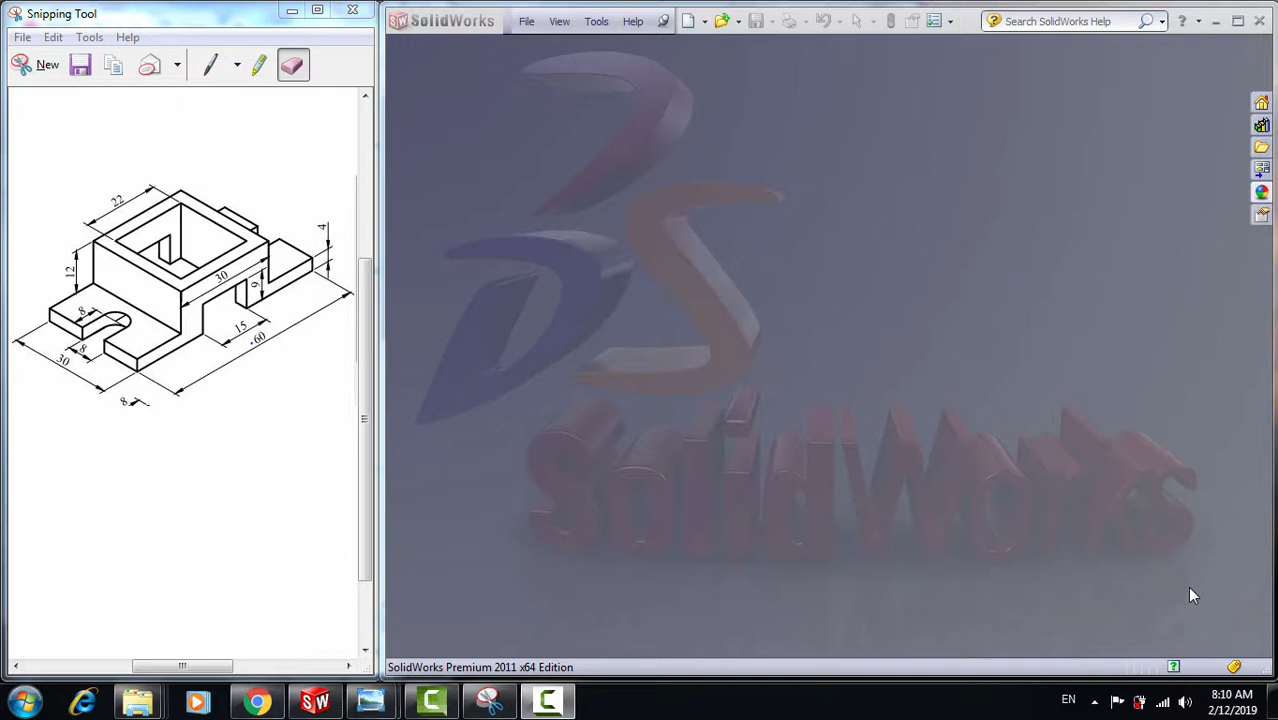 Snipping Tool
File Edit Tools Help
New
22
12
8
8
30
30
9
15
60
4
8
SolidWorks
File View Tools Help
Search SolidWorks Help
SolidWorks
SolidWorks Premium 2011 x64 Edition
EN
8:10 AM
2/12/2019